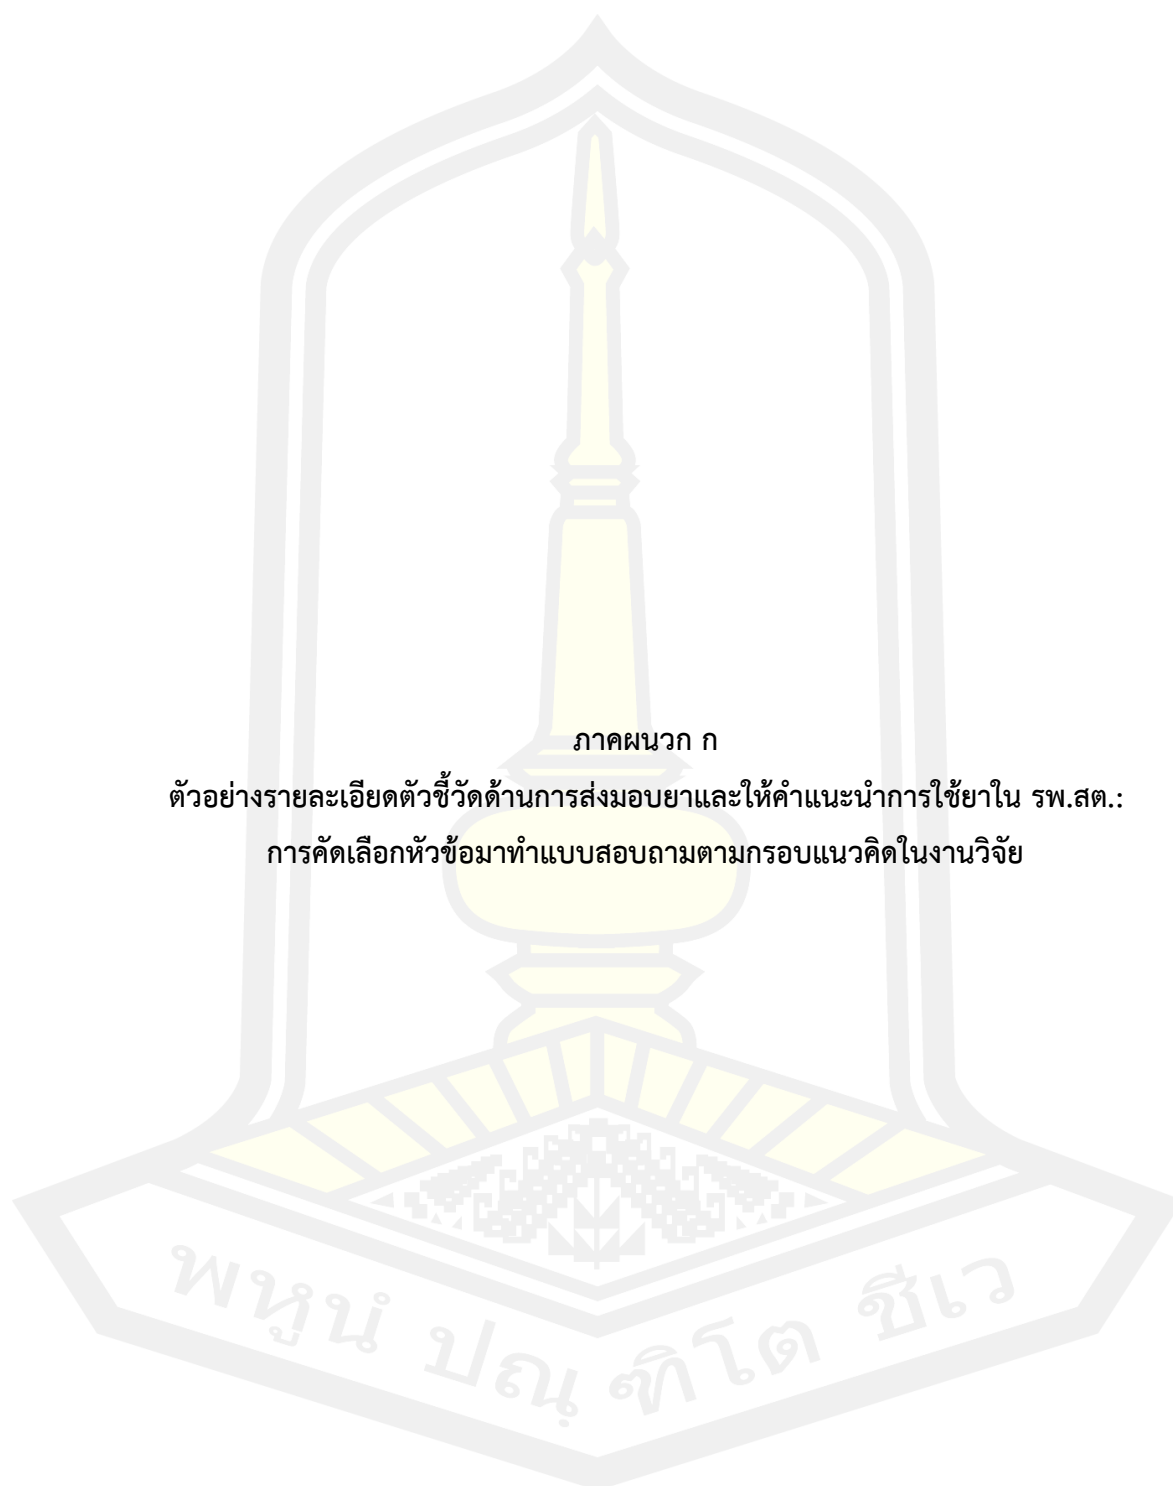 ภาคผนวก ก
ตัวอย่างรายละเอียดตัวชี้วัดด้านการส่งมอบยาและให้คำแนะนำการใช้ยาใน รพ.สต.:
การคัดเลือกหัวข้อมาทำแบบสอบถามตามกรอบแนวคิดในงานวิจัย
พหูนํ ปณฺ ฑิโต ชีเว